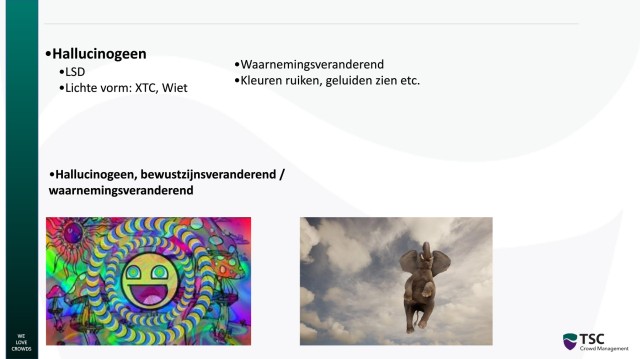 •Hallucinogeen
•LSD
•Lichte vorm: XTC, Wiet
•Waarnemingsveranderend
•Kleuren ruiken, geluiden zien etc.
•Hallucinogeen, bewustzijnsveranderend /
waarnemingsveranderend
WE
LOVE
CROWDS
TSC
Crowd Management